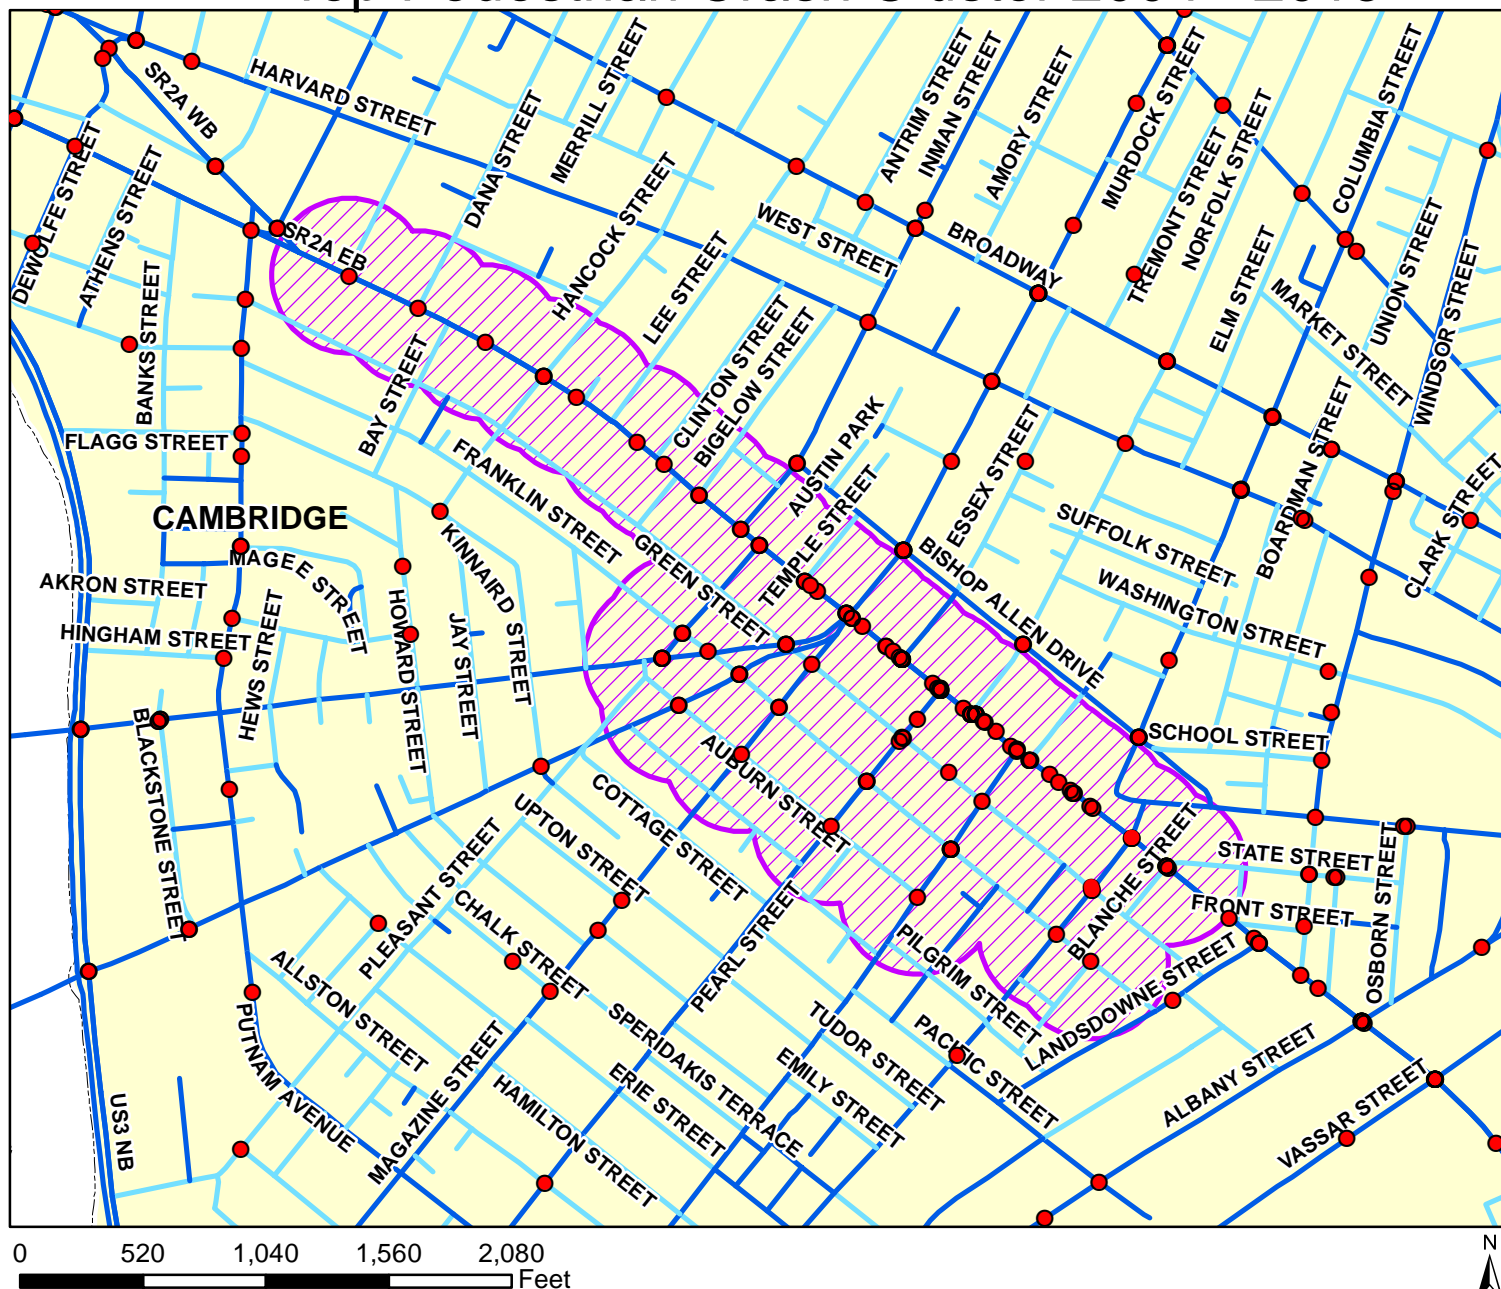 Top Pedestrian Crash Cluster 2004 - 2013
SR2A WB
HARVARD STREET
MERRILL STREET
DANA STREET
ANTRIM STREET
INMAN STREET
AMORY STREET
MURDOCK STREET
COLUMBIA STREET
TREMONT STREET
NORFOLK STREET
DEWOLFE STREET
ATHENS STREET
BANKS STREET
SR2A EB
HANCOCK STREET
LEE STREET
WEST STREET
BROADWAY
ELM STREET
MARKET STREET
UNION STREET
WINDSOR STREET
CLINTON STREET
BIGELOW STREET
BAY STREET
FLAGG STREET
FRANKLIN STREET
AUSTIN PARK
TEMPLE STREET
ESSEX STREET
BOARDMAN STREET
CLARK STREET
SUFFOLK STREET
WASHINGTON STREET
CAMBRIDGE
MAGEE STREET
KINNAIRD STREET
GREEN STREET
BISHOP ALLEN DRIVE
AKRON STREET
HINGHAM STREET
HEWS STREET
HOWARD STREET
JAY STREET
SCHOOL STREET
BLACKSTONE STREET
AUBURN STREET
COTTAGE STREET
UPTON STREET
PLEASANT STREET
CHALK STREET
STATE STREET
FRONT STREET
OSBORN STREET
BLANCHE STREET
PEARL STREET
PILGRIM STREET
LANDSDOWNE STREET
ALLSTON STREET
PUTNAM AVENUE
SPERIDAKIS TERRACE
TUDOR STREET
PACIFIC STREET
EMILY STREET
ERIE STREET
MAGAZINE STREET
HAMILTON STREET
ALBANY STREET
VASSAR STREET
US3 NB
N
0 520 1,040 1,560 2,080
Feet